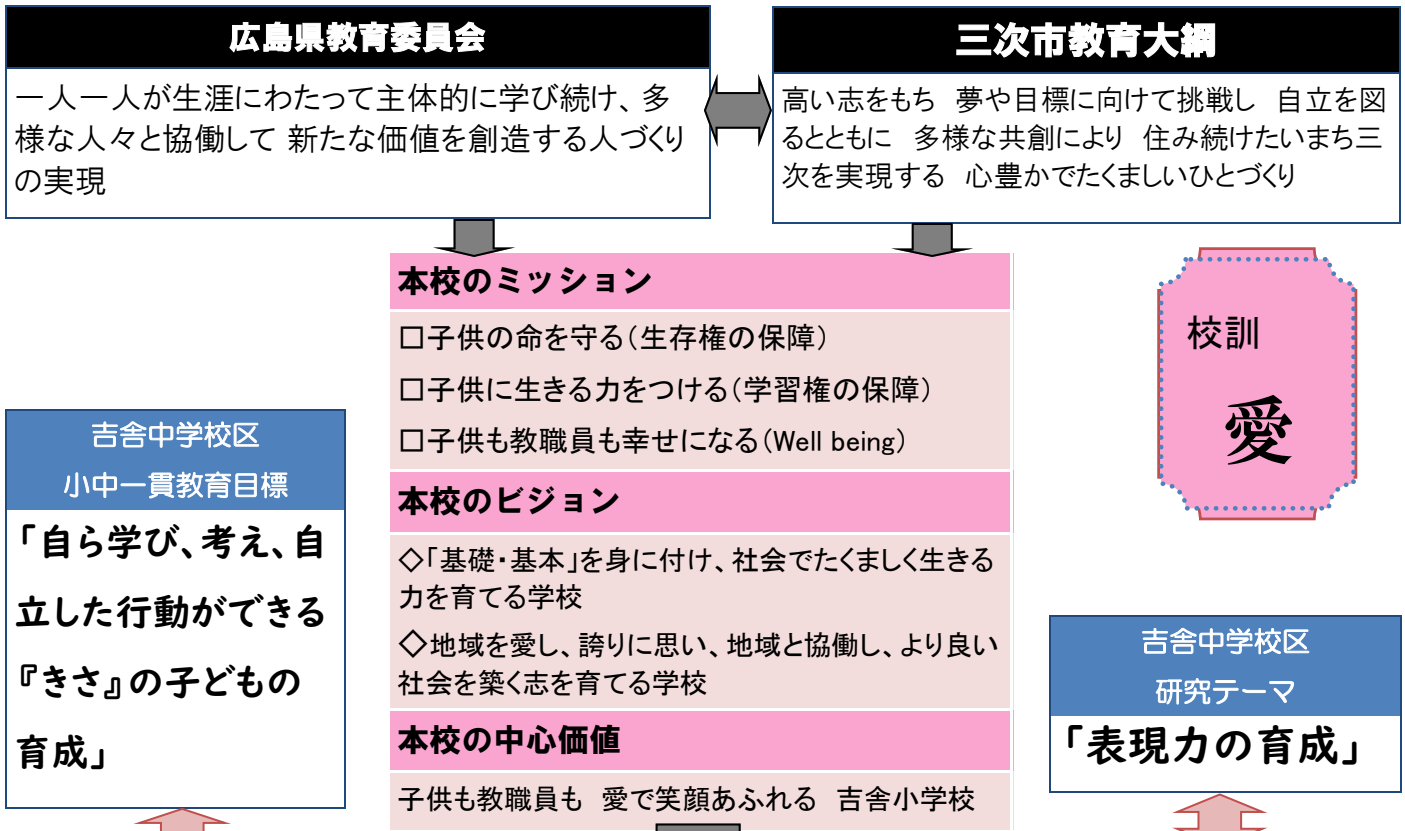 広島県教育委員会
一人一人が生涯にわたって主体的に学び続け、多
様な人々と協働して 新たな価値を創造する人づくり
の実現
三次市教育大綱
高い志をもち　夢や目標に向けて挑戦し　自立を図
るとともに　多様な共創により　住み続けたいまち三
次を実現する　心豊かでたくましいひとづくり
本校のミッション
□子供の命を守る（生存権の保障）
□子供に生きる力をつける（学習権の保障）
□子供も教職員も幸せになる（Well being）
本校のビジョン
◇「基礎・基本」を身に付け、社会でたくましく生きる
力を育てる学校
◇地域を愛し、誇りに思い、地域と協働し、より良い
社会を築く志を育てる学校
本校の中心価値
子供も教職員も　愛で笑顔あふれる　吉舎小学校
校訓
愛
吉舎中学校区
小中一貫教育目標
「自ら学び、考え、自
立した行動ができる
『きさ』の子どもの
育成」
吉舎中学校区
研究テーマ
「表現力の育成」